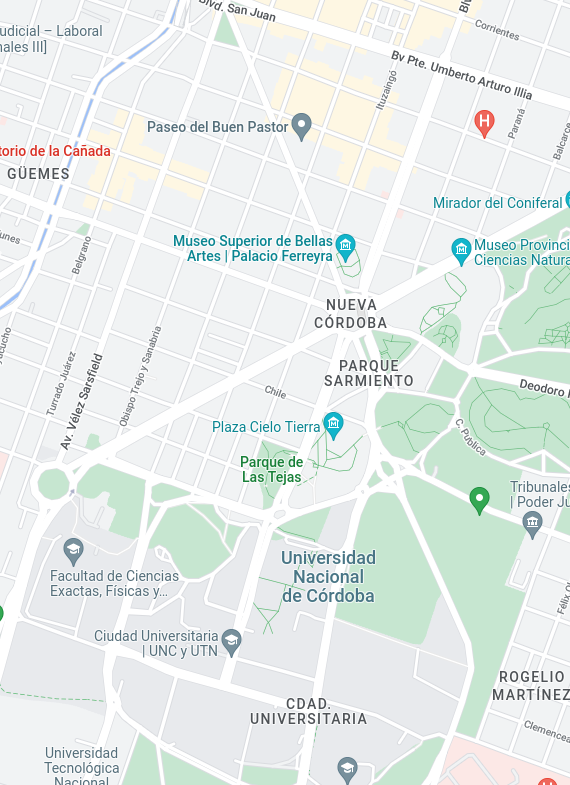 Blvd. San Juan
Corrientes
udicial – Laboral
nales III]
Bv Pte. Umberto Arturo Illia
Ituzaingó
Paraná
Balcarce
Paseo del Buen Pastor
H
torio de la Cañada
GÜEMES
Mirador del Coniferal
Museo Superior de Bellas
Artes | Palacio Ferreyra
Museo Provinci
Ciencias Natura
unes
Belgrano
NUEVA
CÓRDOBA
yacucho
Turrado Juárez
Av. Vélez Sarsfield
Obispo Trejo y Sanabria
PARQUE
SARMIENTO
Chile
Deodoro
Plaza Cielo Tierra
C. Pública
Parque de
Las Tejas
Tribunales
| Poder Ju
Universidad
Nacional
de Córdoba
Facultad de Ciencias
Exactas, Físicas y...
Félix
Ciudad Universitaria
| UNC y UTN
ROGELIO
MARTÍNEZ
CDAD.
UNIVERSITARIA
Clemencea
Universidad
Tecnológica
Nacional